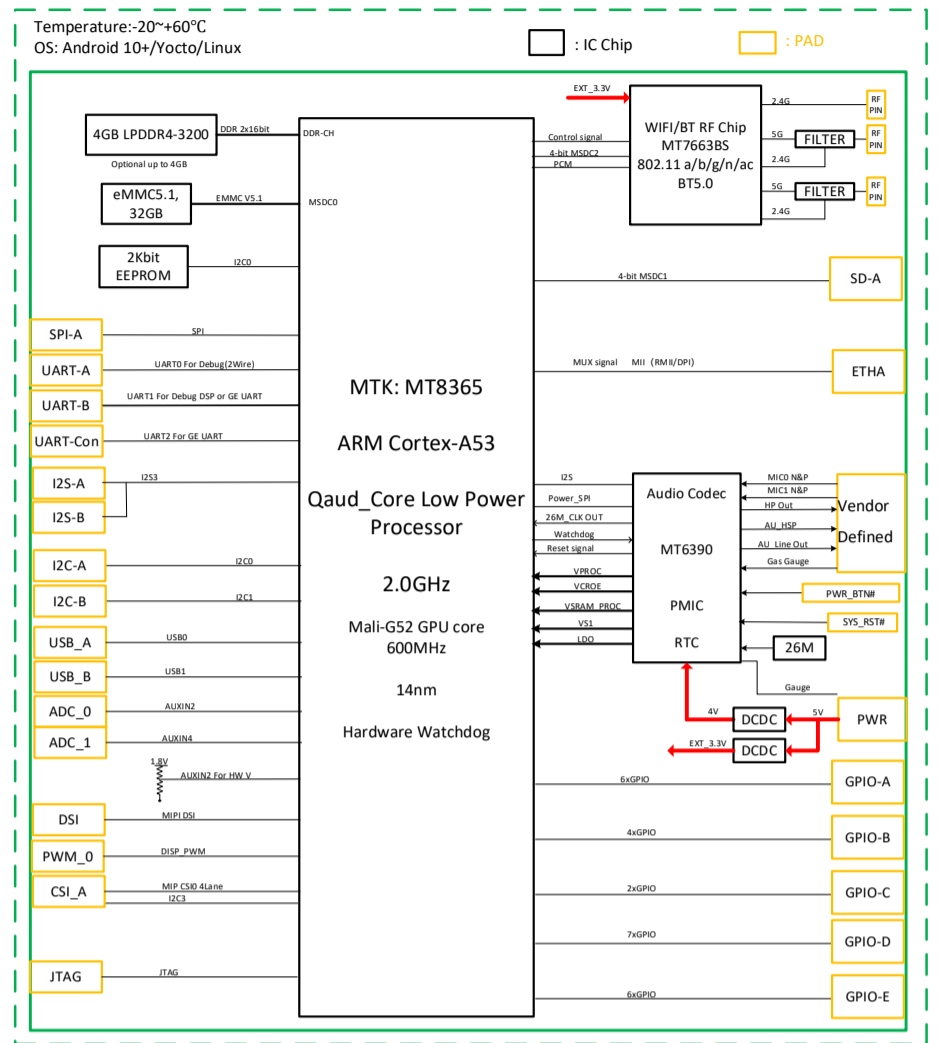 Temperature:-20~+60℃
OS: Android 10+/Yocto/Linux
: IC Chip
: PAD
4GB LPDDR4-3200
DDR 2x16bit
DDR-CH
Optional up to 4GB
eMMC5.1,
32GB
EMMC V5.1
MSDC0
2Kbit
EEPROM
I2C0
SPI-A
SPI
UART-A
UART0 For Debug(2Wire)
UART-B
UART1 For Debug DSP or GE UART
UART-Con
UART2 For GE UART
I2S-A
I2S3
I2S-B
I2C-A
I2C0
I2C-B
I2C1
USB_A
USB0
USB_B
USB1
ADC_0
AUXIN2
ADC_1
AUXIN4
1.8V
AUXIN2 For HW V
DSI
MIPI DSI
PWM_0
DISP_PWM
CSI_A
MIP CSI0 4Lane
I2C3
JTAG
JTAG
MTK: MT8365
ARM Cortex-A53
Qaud_Core Low Power
Processor
2.0GHz
Mali-G52 GPU core
600MHz
14nm
Hardware Watchdog
EXT_3.3V
Control signal
4-bit MSDC2
PCM
WIFI/BT RF Chip
MT7663BS
802.11 a/b/g/n/ac
BT5.0
2.4G
RF
PIN
5G
FILTER
RF
PIN
2.4G
5G
FILTER
RF
PIN
2.4G
4-bit MSDC1
SD-A
MUX signal MII (RMII/DPI)
ETHA
I2S
Power_SPI
26M_CLK OUT
Watchdog
Reset signal
VPROC
VCROE
VSRAM_PROC
VS1
LDO
Audio Codec
MT6390
PMIC
RTC
MIC0 N&P
MIC1 N&P
HP Out
AU_HSP
AU_Line Out
Gas Gauge
Vendor
Defined
PWR_BTN#
SYS_RST#
26M
Gauge
4V
DCDC
5V
PWR
EXT_3.3V
DCDC
6xGPIO
GPIO-A
4xGPIO
GPIO-B
2xGPIO
GPIO-C
7xGPIO
GPIO-D
6xGPIO
GPIO-E